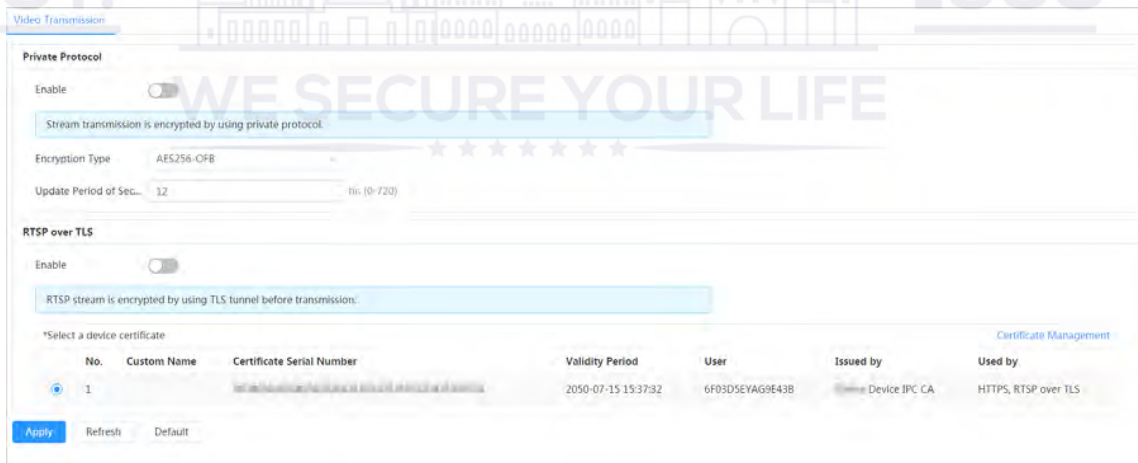 Video Transmission
Private Protocol
Enable
WE SECURE YOUR LIFE
Stream transmission is encrypted by using private protocol.
Encryption Type AES256-OFB
Update Period of Sec... 12 hr. (0-720)
RTSP over TLS
Enable
RTSP stream is encrypted by using TLS tunnel before transmission.
*Select a device certificate Certificate Management
No. Custom Name Certificate Serial Number Validity Period User Issued by Used by
1 2050-07-15 15:37:32 6F03D5EYAG9E43B Device IPC CA HTTPS, RTSP over TLS
Apply Refresh Default